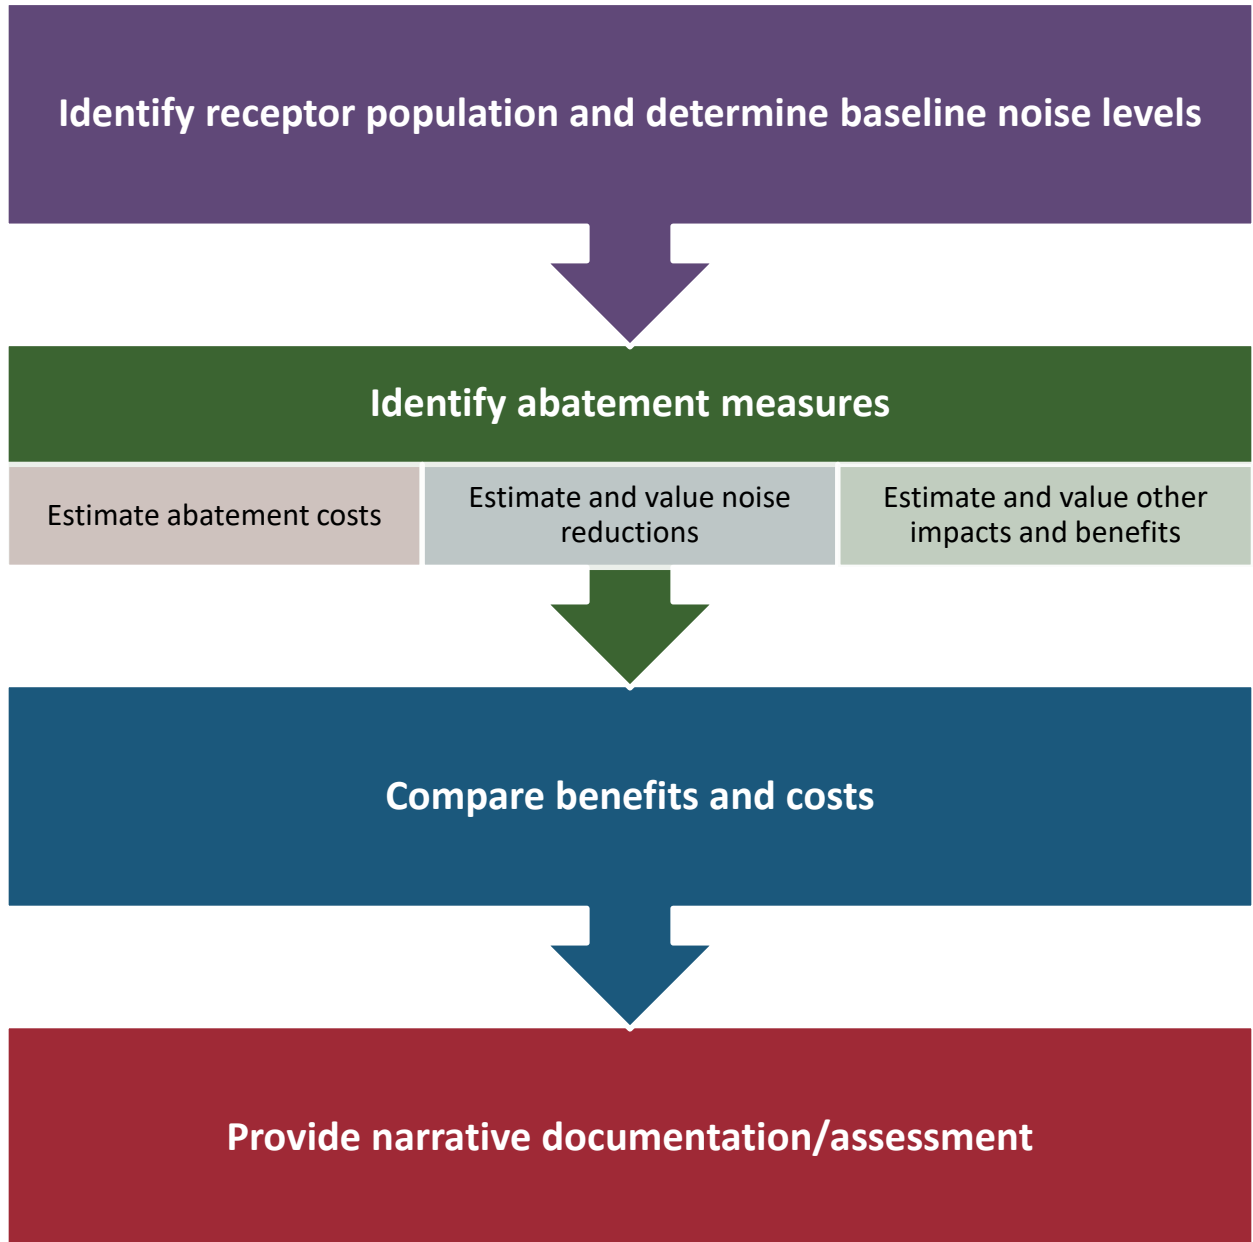 Identify receptor population and determine baseline noise levels
Identify abatement measures
Estimate abatement costs
Estimate and value noise
reductions
Estimate and value other
impacts and benefits
Compare benefits and costs
Provide narrative documentation/assessment